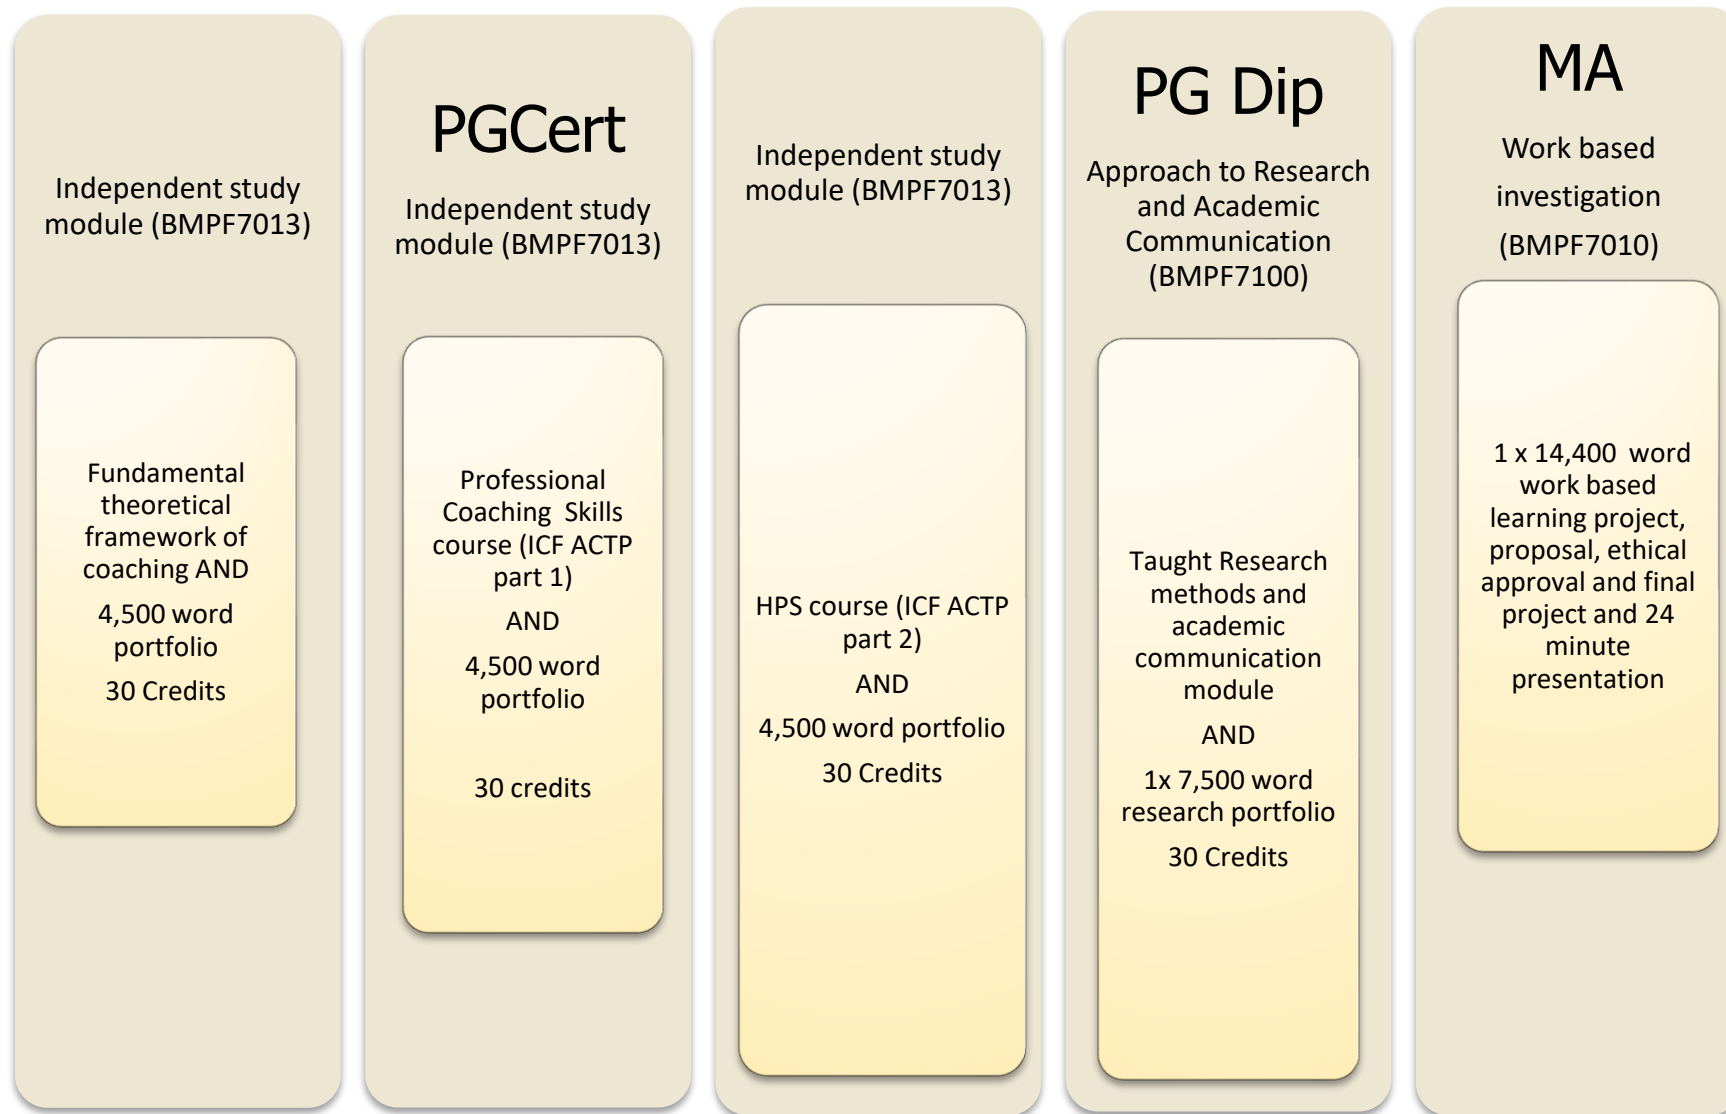 Independent study
module (BMPF7013)
Fundamental
theoretical
framework of
coaching AND
4,500 word
portfolio
30 Credits
PGCert
Independent study
module (BMPF7013)
Professional
Coaching Skills
course (ICF ACTP
part 1)
AND
4,500 word
portfolio
30 credits
Independent study
module (BMPF7013)
HPS course (ICF ACTP
part 2)
AND
4,500 word portfolio
30 Credits
PG Dip
Approach to Research
and Academic
Communication
(BMPF7100)
Taught Research
methods and
academic
communication
module
AND
1x 7,500 word
research portfolio
30 Credits
MA
Work based
investigation
(BMPF7010)
1 x 14,400 word
work based
learning project,
proposal, ethical
approval and final
project and 24
minute
presentation